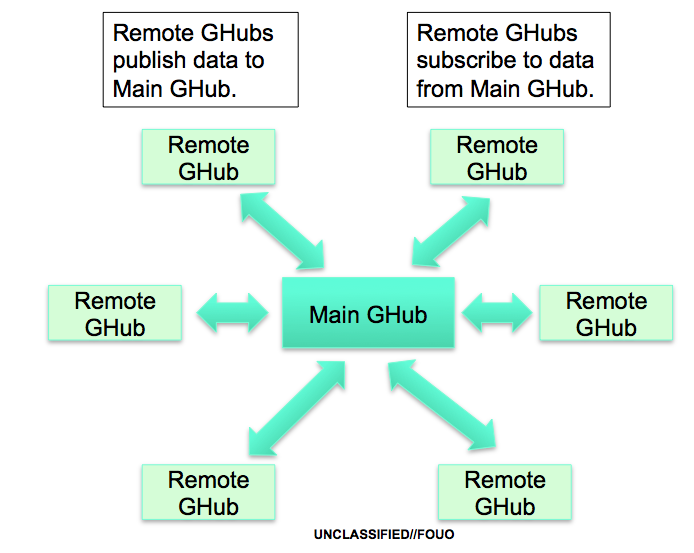 Remote GHubs
publish data to
Main GHub.
Remote GHubs
subscribe to data
from Main GHub.
Remote
GHub
Remote
GHub
Remote
GHub
Main GHub
Remote
GHub
Remote
GHub
Remote
GHub
UNCLASSIFIED//FOUO